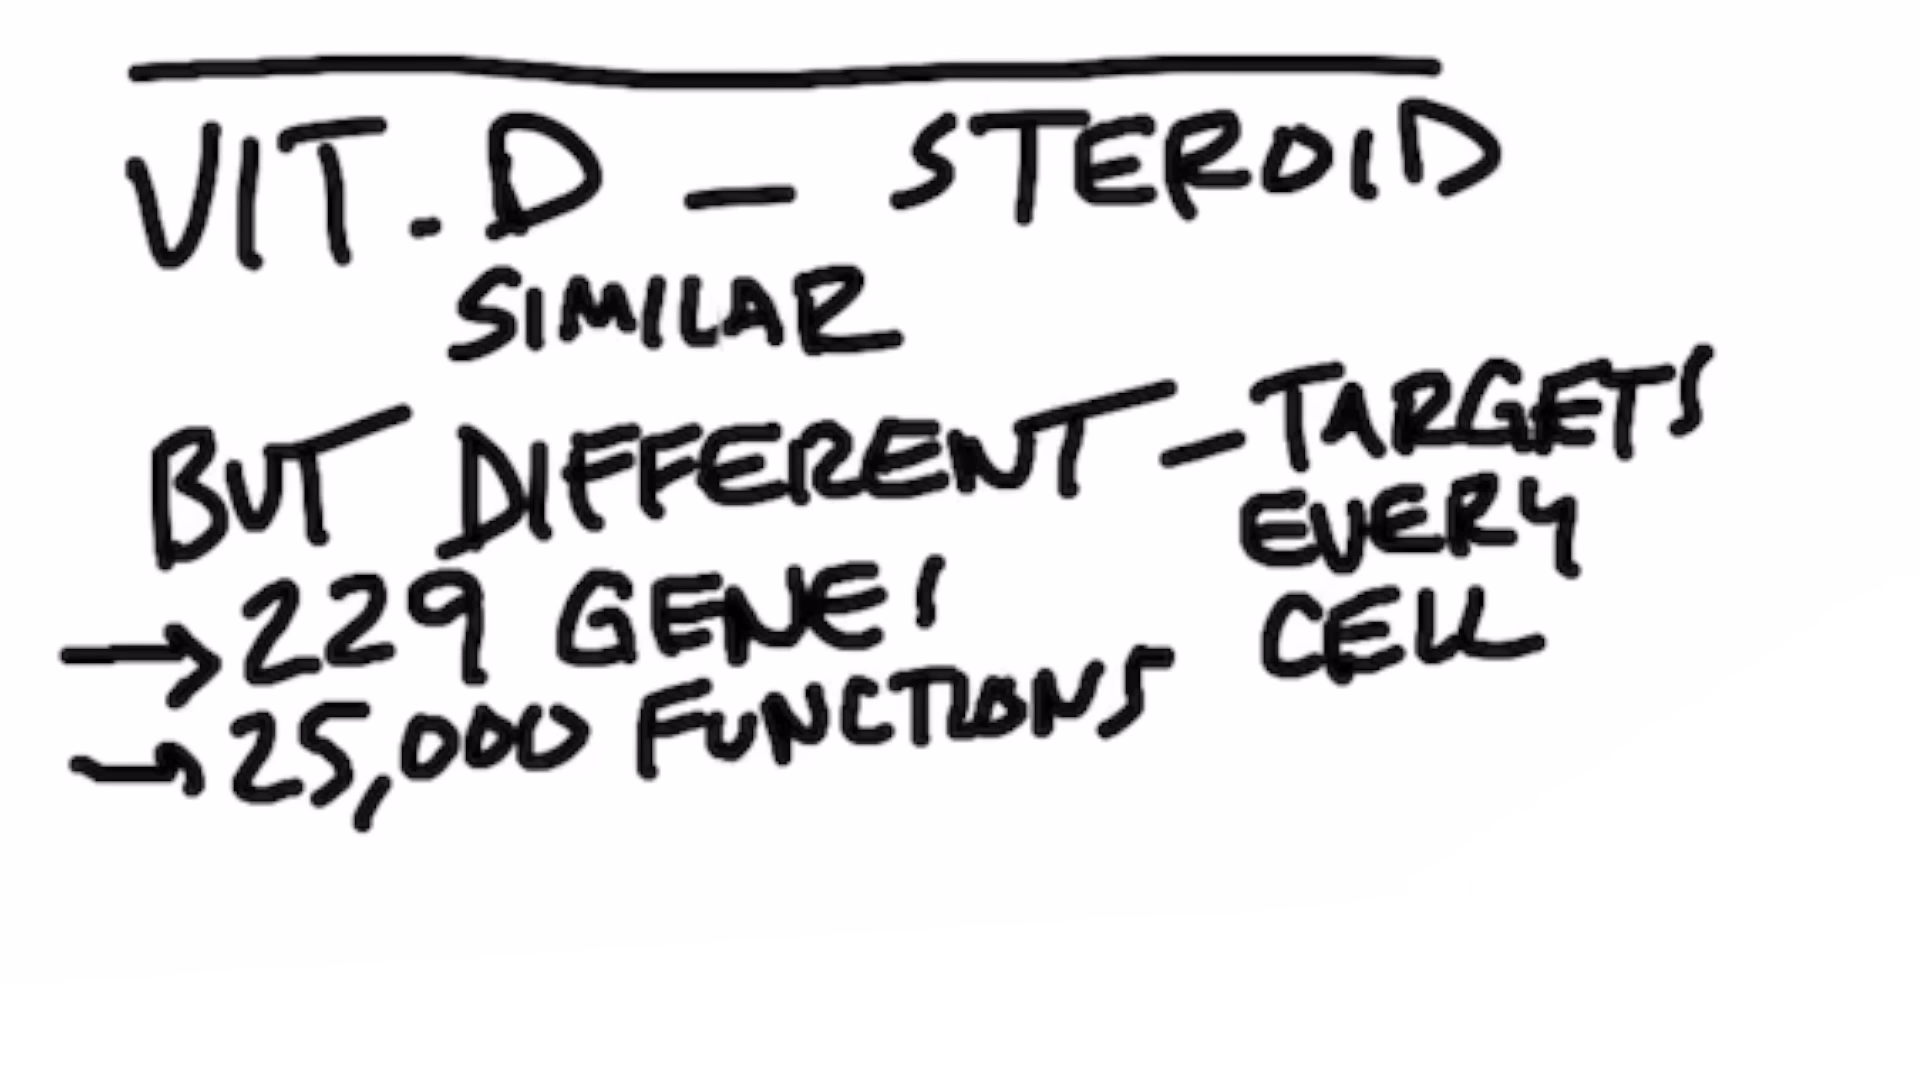 VIT. D - STEROID
SIMILAR
BUT DIFFERENT - TARGETS
EVERY
CELL
→ 229 GENES
→ 25,000 FUNCTIONS